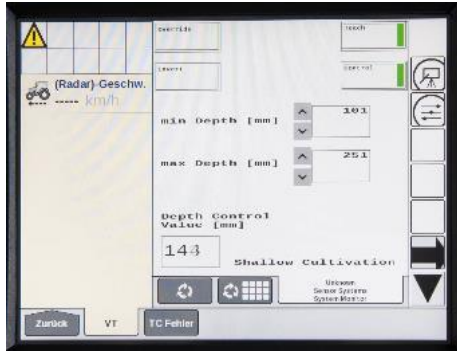 Override
Touch
Invert
Control
(Radar) Geschw.
----- km/h
min Depth [mm]
101
max Depth [mm]
251
Depth Control
Value [mm]
144
Shallow Cultivation
Unknown
Sensor Systems
System Monitor
Zurück
VT
TC Fehler